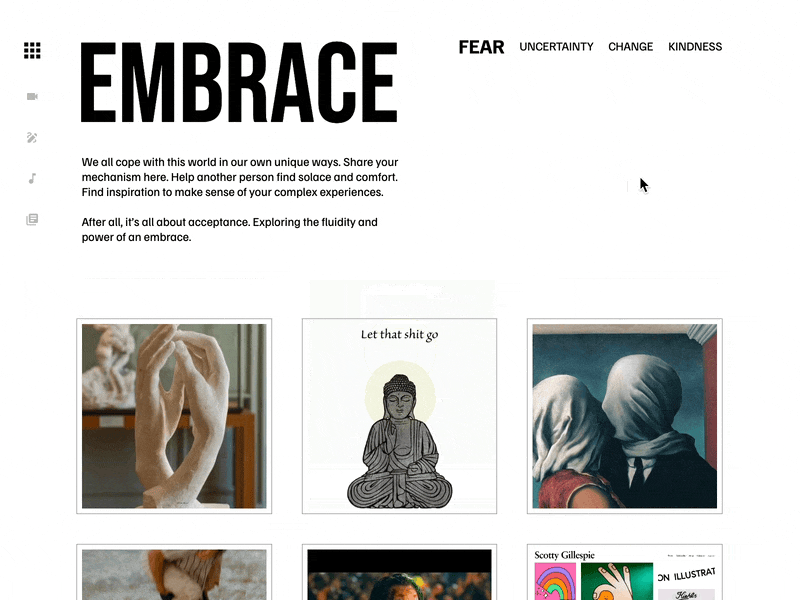 EMBRACE
FEAR UNCERTAINTY CHANGE KINDNESS
We all cope with this world in our own unique ways. Share your
mechanism here. Help another person find solace and comfort.
Find inspiration to make sense of your complex experiences.
After all, it's all about acceptance. Exploring the fluidity and
power of an embrace.
Let that shit go
Scotty Gillespie
ON ILLUSTRAT
Kiehl's